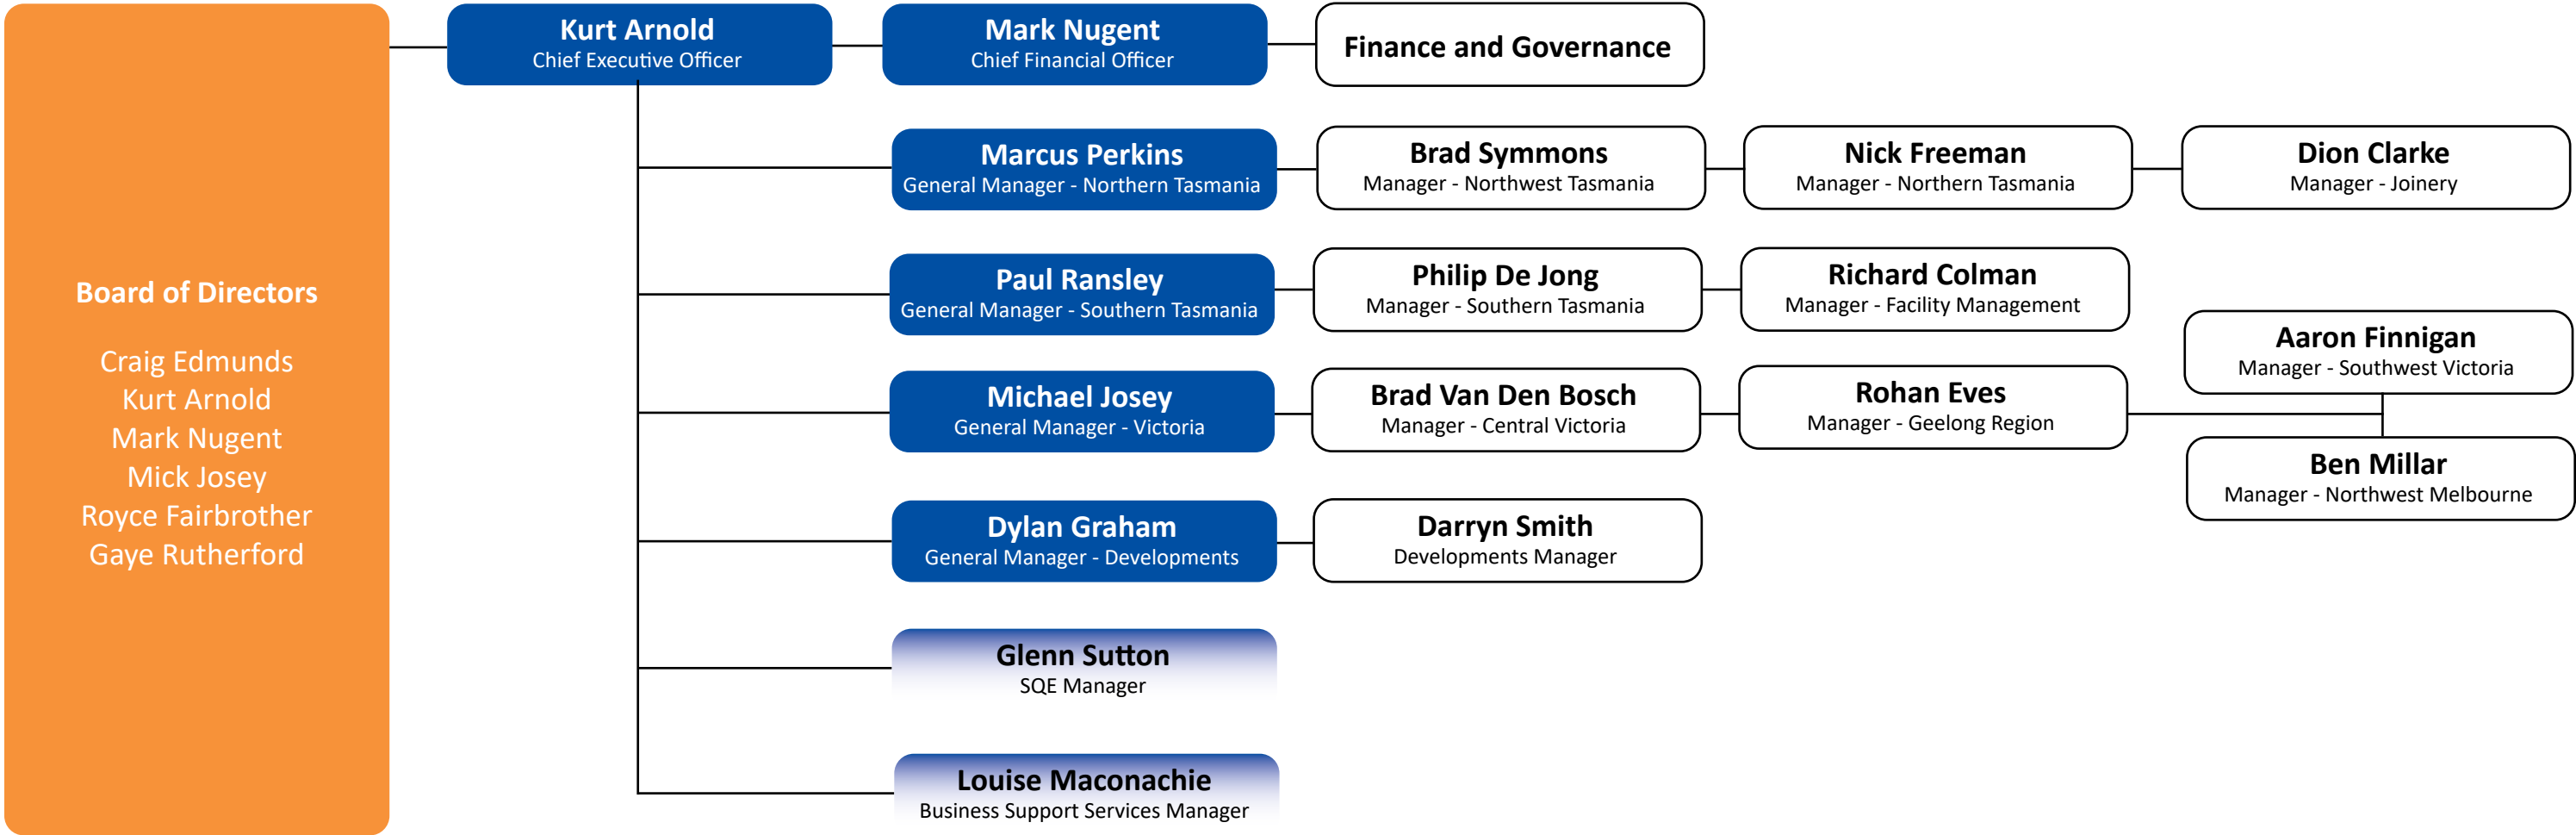 Board of Directors
Craig Edmunds
Kurt Arnold
Mark Nugent
Mick Josey
Royce Fairbrother
Gaye Rutherford
Kurt Arnold
Chief Executive Officer
Mark Nugent
Chief Financial Officer
Finance and Governance
Marcus Perkins
General Manager - Northern Tasmania
Brad Symmons
Manager - Northwest Tasmania
Nick Freeman
Manager - Northern Tasmania
Dion Clarke
Manager - Joinery
Paul Ransley
General Manager - Southern Tasmania
Philip De Jong
Manager - Southern Tasmania
Richard Colman
Manager - Facility Management
Michael Josey
General Manager - Victoria
Brad Van Den Bosch
Manager - Central Victoria
Rohan Eves
Manager - Geelong Region
Aaron Finnigan
Manager - Southwest Victoria
Ben Millar
Manager - Northwest Melbourne
Dylan Graham
General Manager - Developments
Darryn Smith
Developments Manager
Glenn Sutton
SQE Manager
Louise Maconachie
Business Support Services Manager